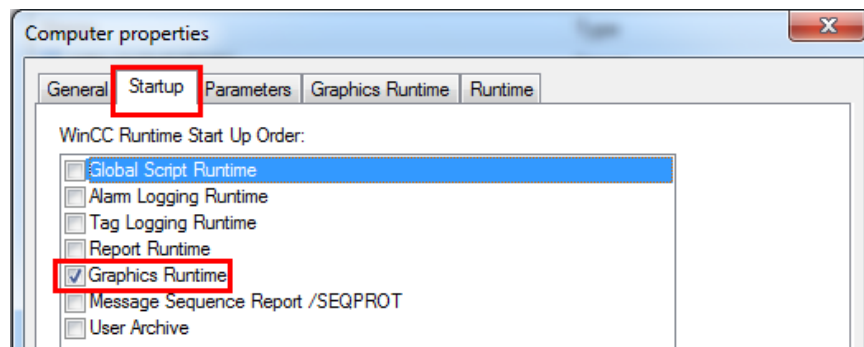 Computer properties
General Startup Parameters Graphics Runtime Runtime
WinCC Runtime Start Up Order:
Global Script Runtime
Alarm Logging Runtime
Tag Logging Runtime
Report Runtime
Graphics Runtime
Message Sequence Report /SEQPROT
User Archive